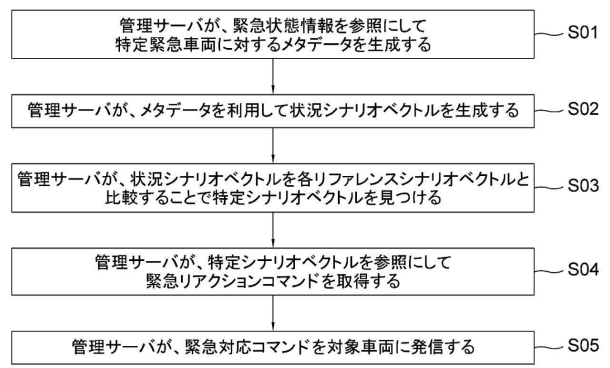 管理サーバが、緊急状態情報を参照にして
特定緊急車両に対するメタデータを生成する
S01
管理サーバが、メタデータを利用して状況シナリオベクトルを生成する
S02
管理サーバが、状況シナリオベクトルを各リファレンスシナリオベクトルと
比較することで特定シナリオベクトルを見つける
S03
管理サーバが、特定シナリオベクトルを参照にして
緊急リアクションコマンドを取得する
S04
管理サーバが、緊急対応コマンドを対象車両に発信する
S05